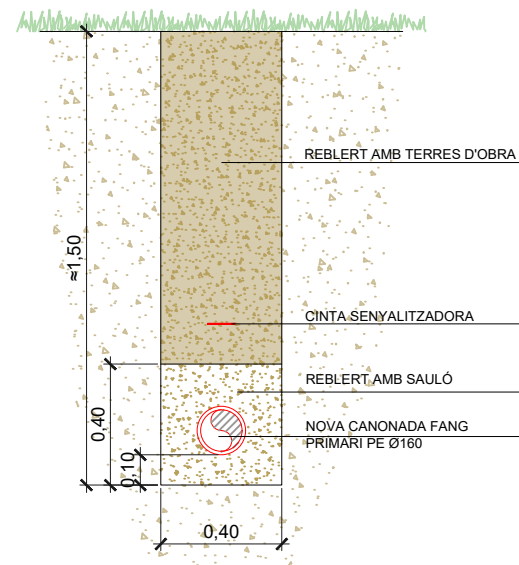 REBLERT AMB TERRES D'OBRA
≈1,50
CINTA SENYALITZADORA
REBLERT AMB SAULÓ
0,40
NOVA CANONADA FANG
PRIMARI PE Ø160
0,10
0,40